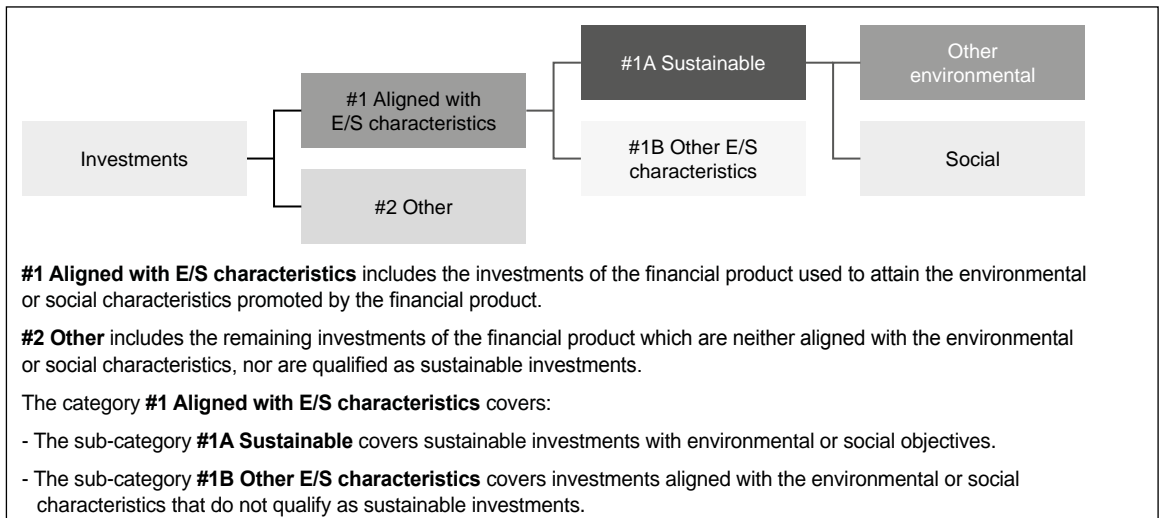 Investments
#1 Aligned with
E/S characteristics
#2 Other
#1A Sustainable
#1B Other E/S
characteristics
Other
environmental
Social
#1 Aligned with E/S characteristics includes the investments of the financial product used to attain the environmental
or social characteristics promoted by the financial product.
#2 Other includes the remaining investments of the financial product which are neither aligned with the environmental
or social characteristics, nor are qualified as sustainable investments.
The category #1 Aligned with E/S characteristics covers:
- The sub-category #1A Sustainable covers sustainable investments with environmental or social objectives.
- The sub-category #1B Other E/S characteristics covers investments aligned with the environmental or social
characteristics that do not qualify as sustainable investments.